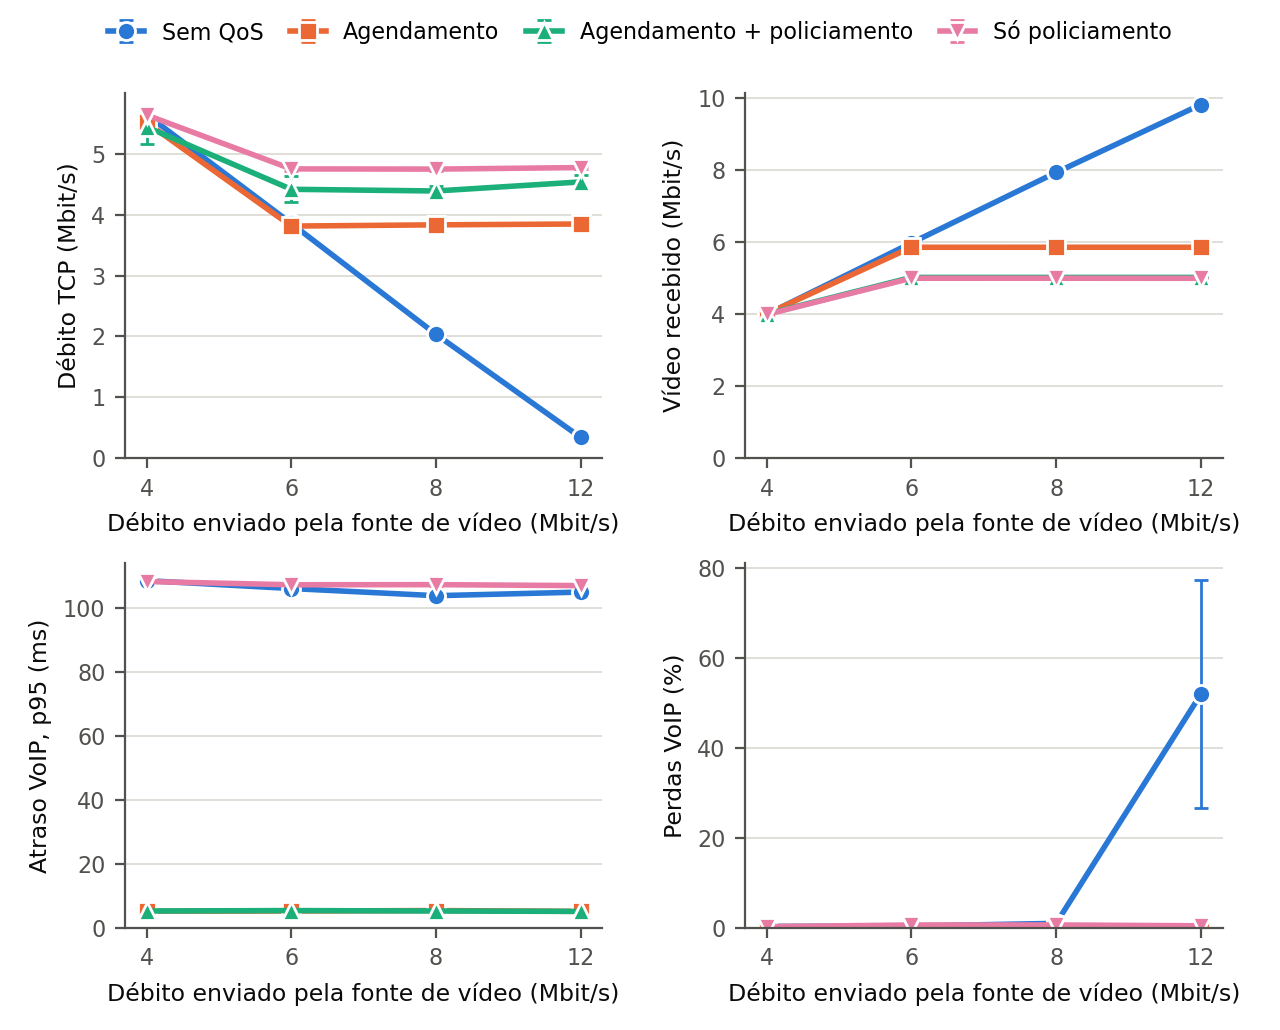 Sem QoS Agendamento Agendamento + policiamento Só policiamento
Débito TCP (Mbit/s)
5
4
3
2
1
0
4 6 8 12
Débito enviado pela fonte de vídeo (Mbit/s)
Vídeo recebido (Mbit/s)
10
8
6
4
2
0
4 6 8 12
Débito enviado pela fonte de vídeo (Mbit/s)
Atraso VoIP, p95 (ms)
100
80
60
40
20
0
4 6 8 12
Débito enviado pela fonte de vídeo (Mbit/s)
Perdas VoIP (%)
80
60
40
20
0
4 6 8 12
Débito enviado pela fonte de vídeo (Mbit/s)